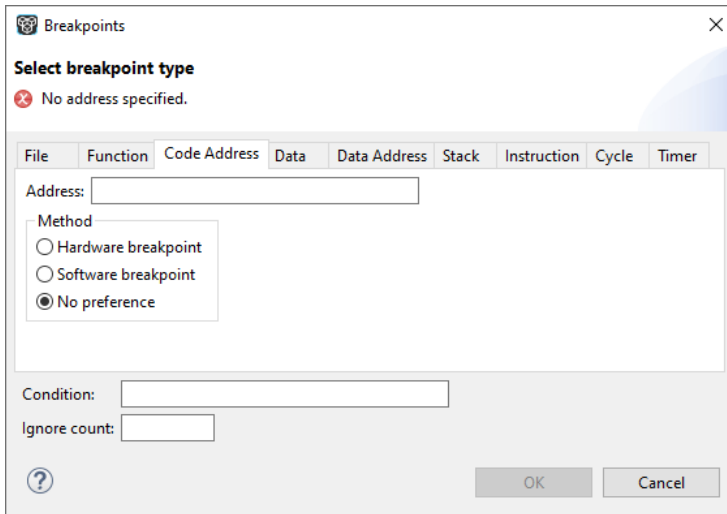 Breakpoints
Select breakpoint type
No address specified.
File Function Code Address Data Data Address Stack Instruction Cycle Timer
Address:
Method
Hardware breakpoint
Software breakpoint
No preference
Condition:
Ignore count:
? OK Cancel